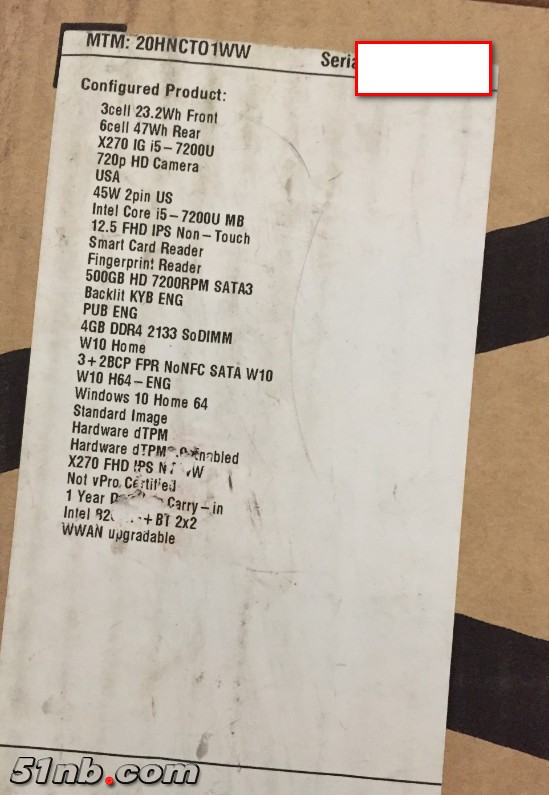 MTM: 20HNCTO1WW
Configured Product:
3cell 23.2Wh Front
6cell 47Wh Rear
X270 IG i5-7200U
720p HD Camera
USA
45W 2pin US
Intel Core i5-7200U MB
12.5 FHD IPS Non-Touch
Smart Card Reader
Fingerprint Reader
500GB HD 7200RPM SATA3
Backlit KYB ENG
PUB ENG
4GB DDR4 2133 SoDIMM
W10 Home
3+2BCP FPR NoNFC SATA W10
W10 H64-ENG
Windows 10 Home 64
Standard Image
Hardware dTPM
Hardware Enabled
X270 FHD IPS
Not vPro Certified
1 Year Carry-in
Intel + BT 2x2
WWAN upgradable
51nb.com